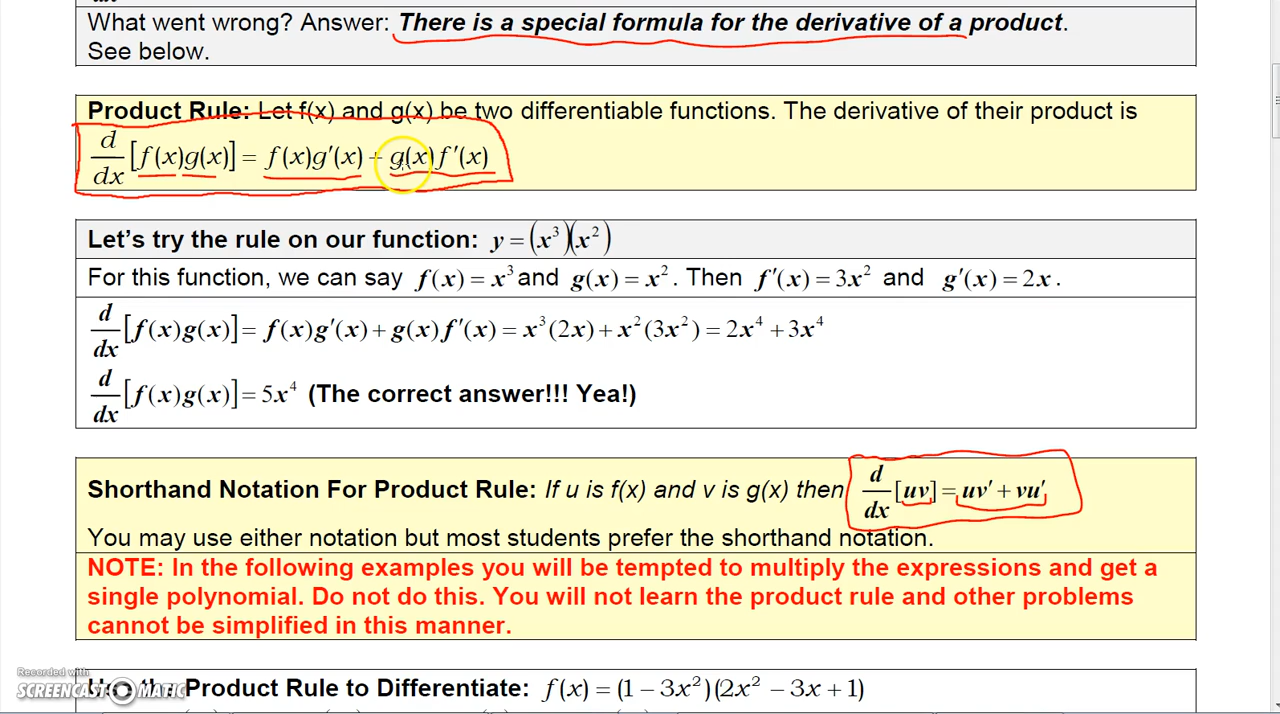 What went wrong? Answer: There is a special formula for the derivative of a product.
See below.
Product Rule: Let f(x) and g(x) be two differentiable functions. The derivative of their product is
d/dx [f(x)g(x)] = f(x)g′(x) + g(x)f′(x)
Let’s try the rule on our function: y = (x³)(x²)
For this function, we can say f(x) = x³ and g(x) = x². Then f′(x) = 3x² and g′(x) = 2x.
d/dx [f(x)g(x)] = f(x)g′(x) + g(x)f′(x) = x³(2x) + x²(3x²) = 2x⁴ + 3x⁴
d/dx [f(x)g(x)] = 5x⁴ (The correct answer!!! Yea!)
Shorthand Notation For Product Rule: If u is f(x) and v is g(x) then d/dx [uv] = uv′ + vu′
You may use either notation but most students prefer the shorthand notation.
NOTE: In the following examples you will be tempted to multiply the expressions and get a
single polynomial. Do not do this. You will not learn the product rule and other problems
cannot be simplified in this manner.
Recorded with
SCREENCAST-O-MATIC
Use the Product Rule to Differentiate: f(x) = (1 − 3x²)(2x² − 3x + 1)